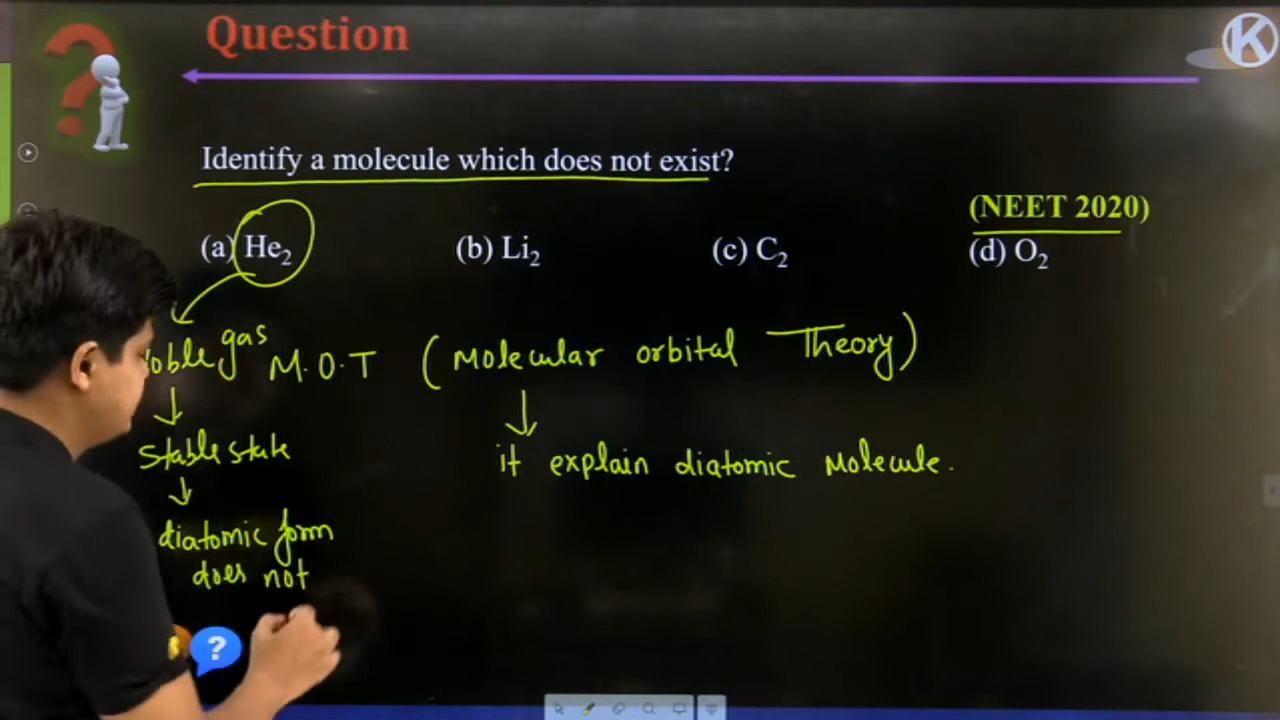 Question
K
Identify a molecule which does not exist?
(NEET 2020)
(a) He2 (b) Li2 (c) C2 (d) O2
gas
M.O.T (Molecular orbital Theory)
↓ ↓
Stable state it explain diatomic Molecule.
↓
diatomic form
does not
?